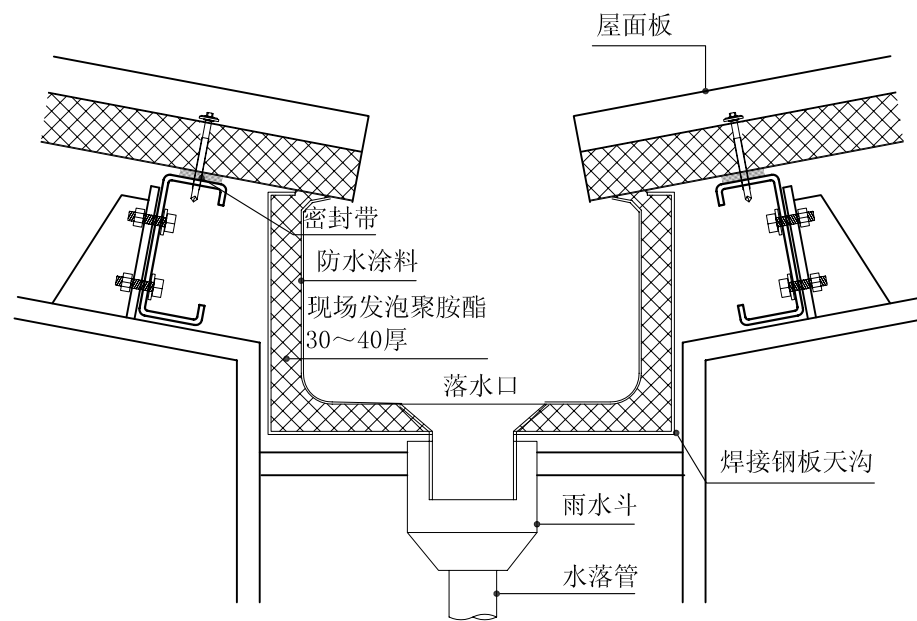 屋面板
密封带
防水涂料
现场发泡聚胺酯
30～40厚
落水口
焊接钢板天沟
雨水斗
水落管